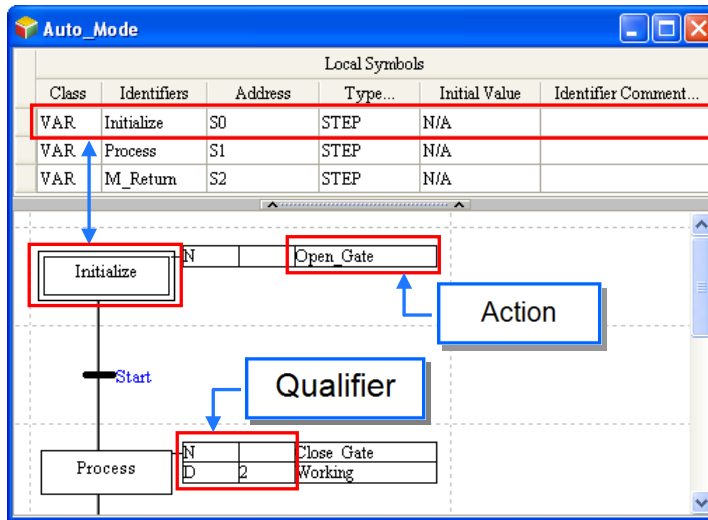 Auto_Mode
Local Symbols
Class Identifiers Address Type... Initial Value Identifier Comment...
VAR Initialize S0 STEP N/A
VAR Process S1 STEP N/A
VAR M_Return S2 STEP N/A
Initialize N Open_Gate
Action
Start
Qualifier
N Close_Gate
Process D 2 Working